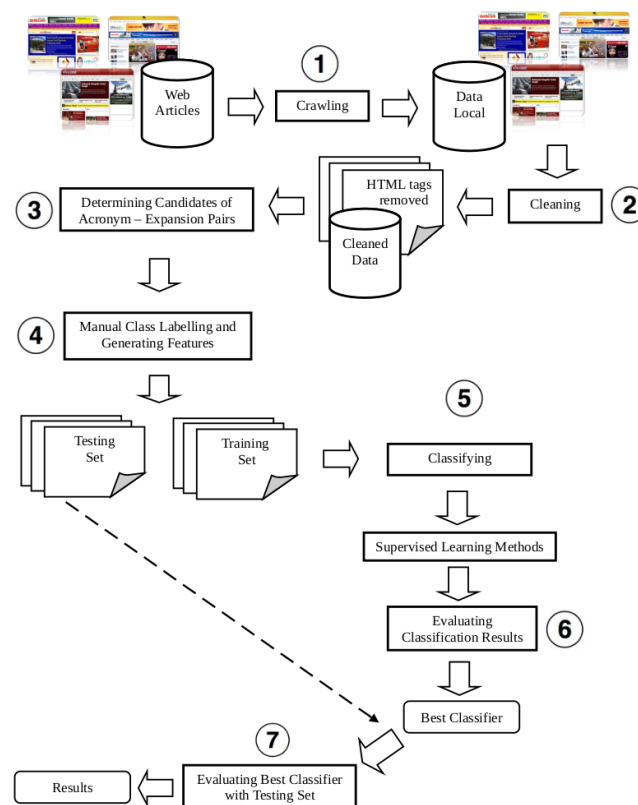 1
Web
Articles
Crawling
Data
Local
HTML tags
removed
Cleaning
2
3
Determining Candidates of
Acronym – Expansion Pairs
Cleaned
Data
4
Manual Class Labelling and
Generating Features
5
Testing
Set
Training
Set
Classifying
Supervised Learning Methods
Evaluating
Classification Results
6
Best Classifier
7
Evaluating Best Classifier
with Testing Set
Results